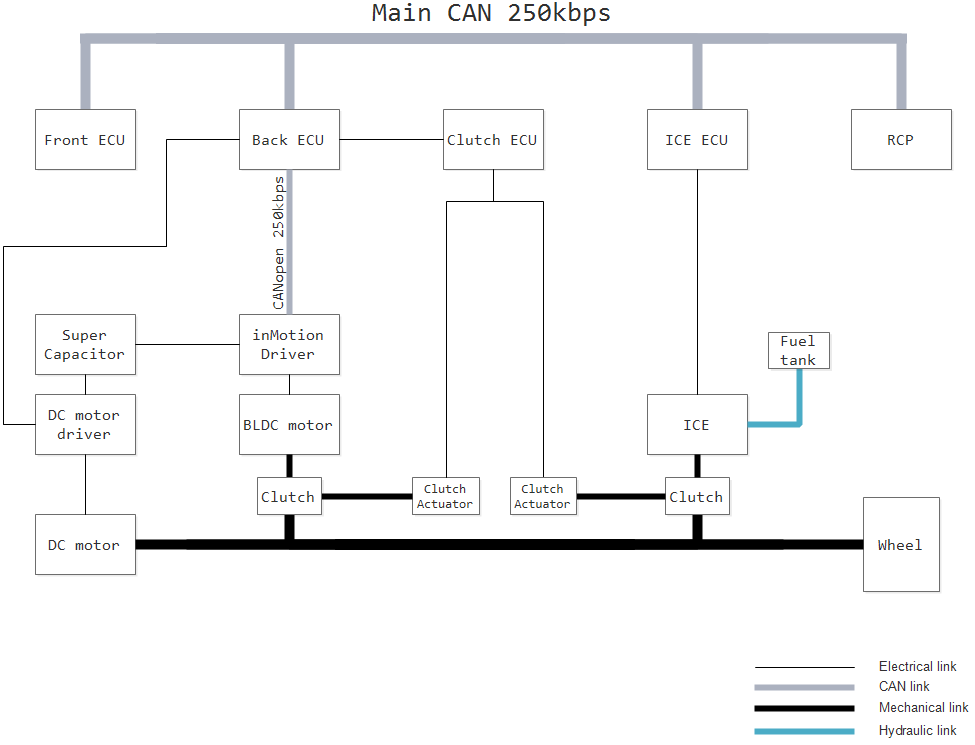 Main CAN 250kbps
Front ECU
Back ECU
Clutch ECU
ICE ECU
RCP
CANopen 250kbps
Super
Capacitor
inMotion
Driver
Fuel
tank
DC motor
driver
BLDC motor
ICE
Clutch
Clutch
Actuator
Clutch
Actuator
Clutch
DC motor
Wheel
Electrical link
CAN link
Mechanical link
Hydraulic link